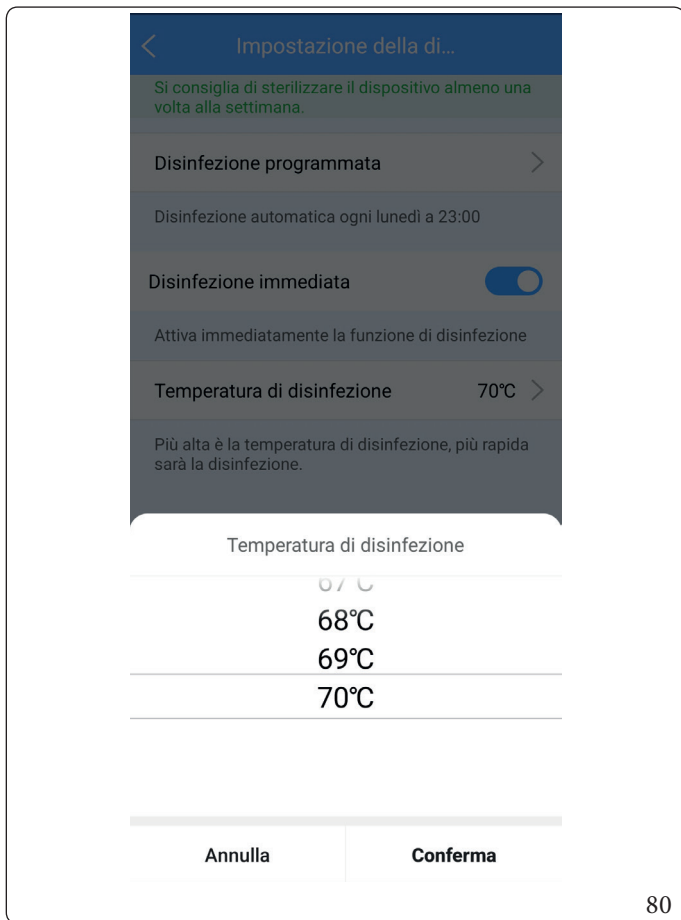 Impostazione della di...
Si consiglia di sterilizzare il dispositivo almeno una
volta alla settimana.
Disinfezione programmata
Disinfezione automatica ogni lunedì a 23:00
Disinfezione immediata
Attiva immediatamente la funzione di disinfezione
Temperatura di disinfezione 70℃
Più alta è la temperatura di disinfezione, più rapida
sarà la disinfezione.
Temperatura di disinfezione
67℃
68℃
69℃
70℃
Annulla Conferma
80